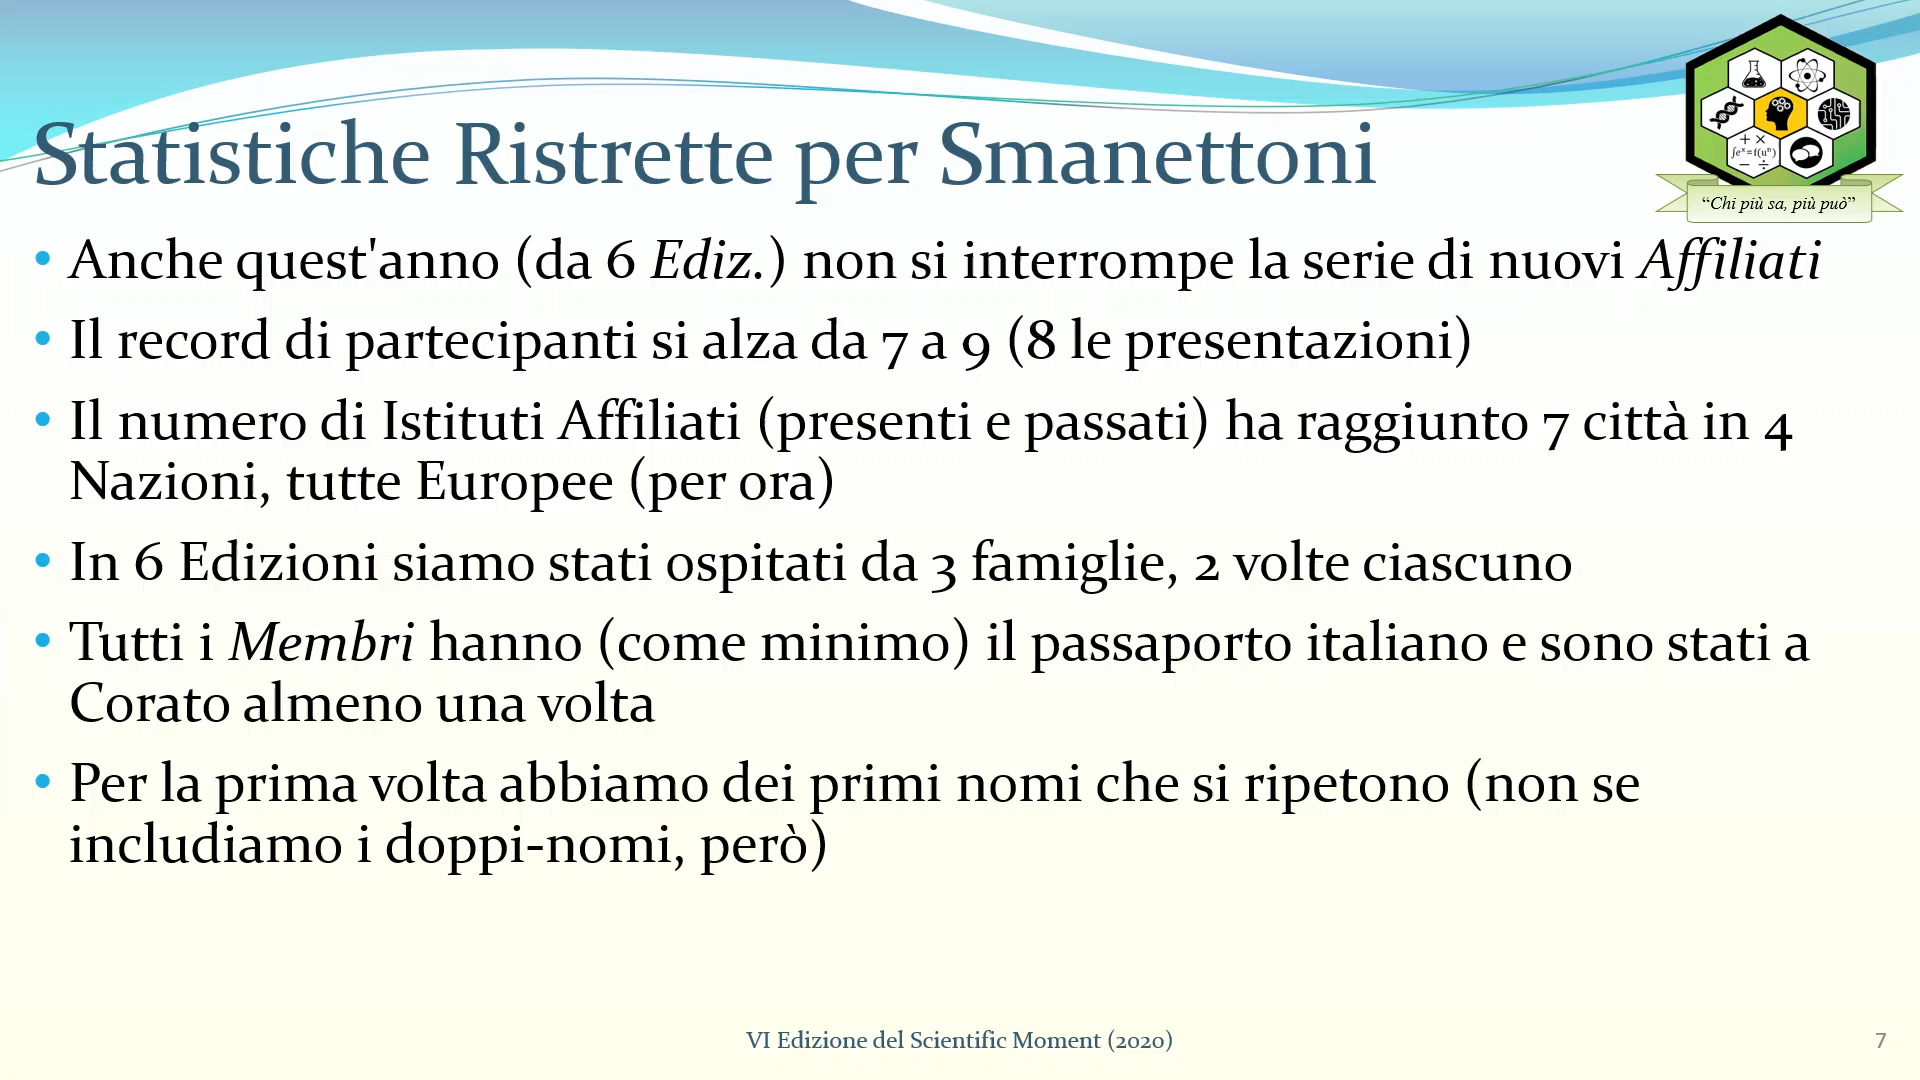 Statistiche Ristrette per Smanettoni
+ ×
∫eˣ=f(uⁿ)
− ÷
“Chi più sa, più può”
• Anche quest'anno (da 6 Ediz.) non si interrompe la serie di nuovi Affiliati
• Il record di partecipanti si alza da 7 a 9 (8 le presentazioni)
• Il numero di Istituti Affiliati (presenti e passati) ha raggiunto 7 città in 4
Nazioni, tutte Europee (per ora)
• In 6 Edizioni siamo stati ospitati da 3 famiglie, 2 volte ciascuno
• Tutti i Membri hanno (come minimo) il passaporto italiano e sono stati a
Corato almeno una volta
• Per la prima volta abbiamo dei primi nomi che si ripetono (non se
includiamo i doppi-nomi, però)
VI Edizione del Scientific Moment (2020)
7